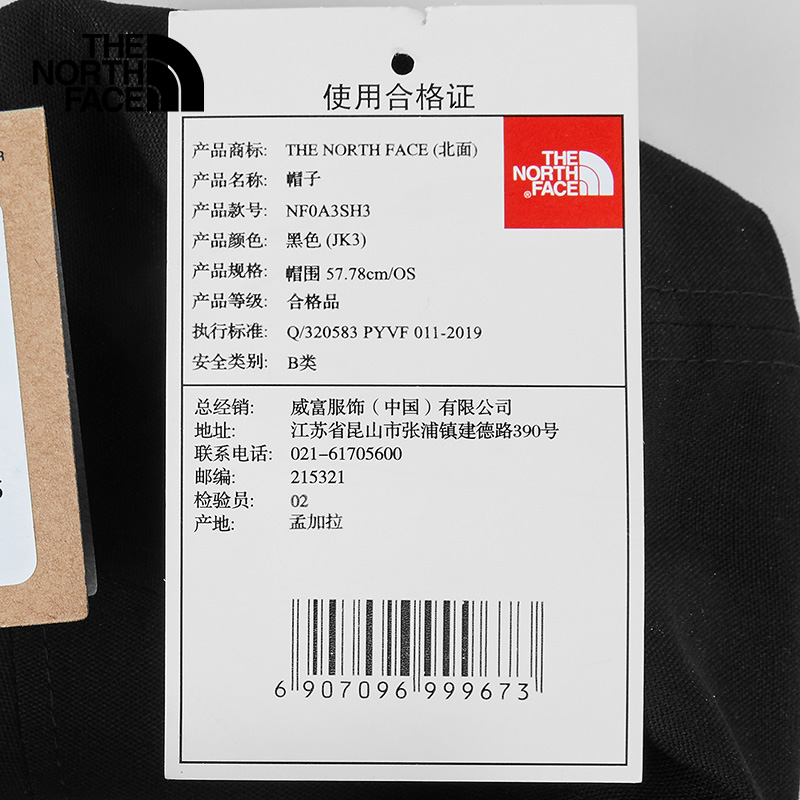 THE
NORTH
FACE
使用合格证
产品商标: THE NORTH FACE (北面)
产品名称: 帽子
产品款号: NF0A3SH3
产品颜色: 黑色 (JK3)
产品规格: 帽围 57.78cm/OS
产品等级: 合格品
执行标准: Q/320583 PYVF 011-2019
安全类别: B类
THE
NORTH
FACE
®
总经销: 威富服饰（中国）有限公司
地址: 江苏省昆山市张浦镇建德路390号
联系电话: 021-61705600
邮编: 215321
检验员: 02
产地: 孟加拉
6 907096 999673